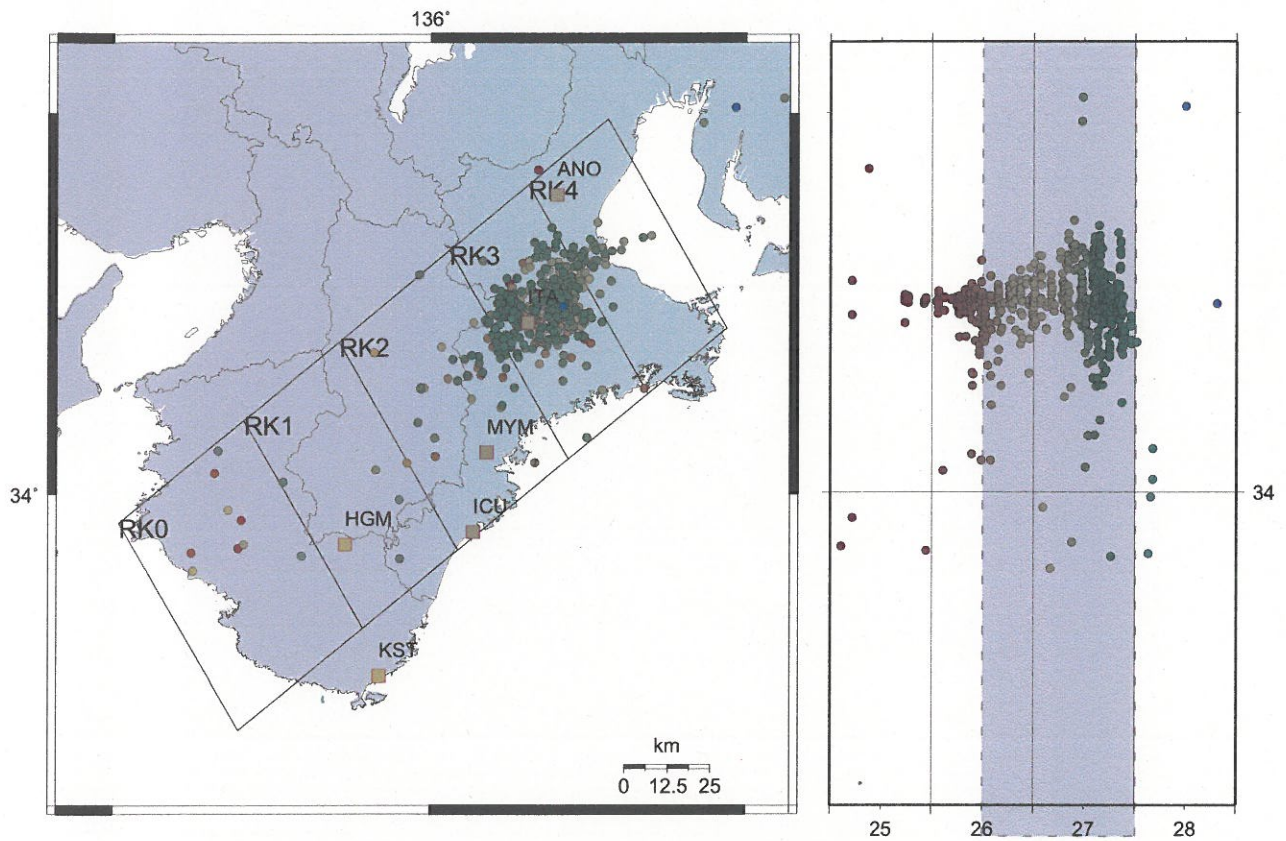 136°
ANO
RK4
RK3
ITA
RK2
MYM
RK1
34°
34
ICU
HGM
RK0
KST
km
0 12.5 25
25 26 27 28